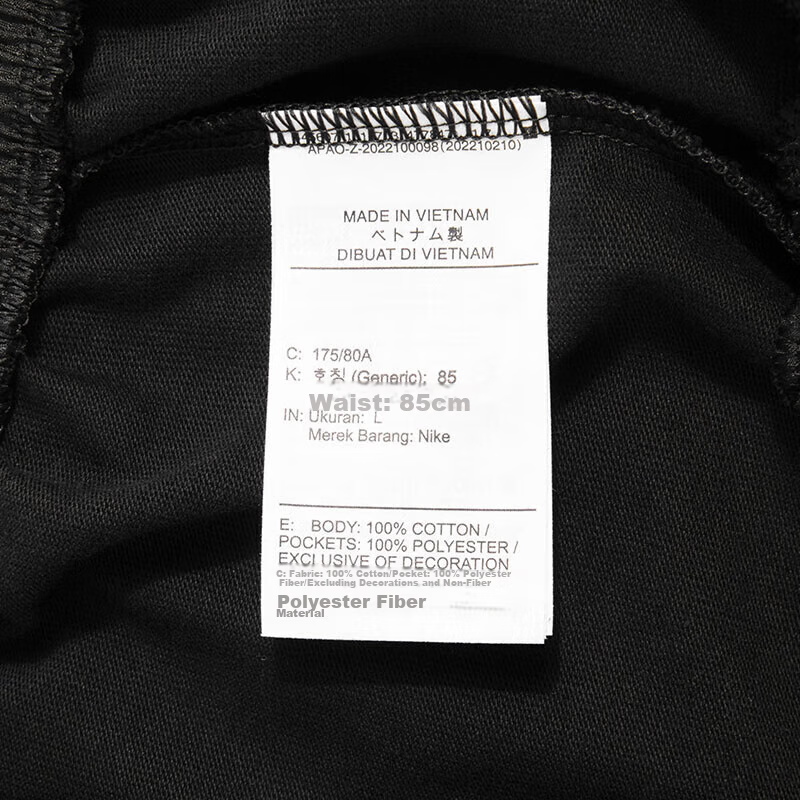 APAO-Z-2022100098(202210210)
MADE IN VIETNAM
ベトナム製
DIBUAT DI VIETNAM
C: 175/80A
K: 호칭 (Generic): 85
Waist: 85cm
IN: Ukuran: L
Merek Barang: Nike
E: BODY: 100% COTTON /
POCKETS: 100% POLYESTER /
EXCLUSIVE OF DECORATION
C: Fabric: 100% Cotton/Pocket: 100% Polyester
Fiber/Excluding Decorations and Non-Fiber
Polyester Fiber
Material